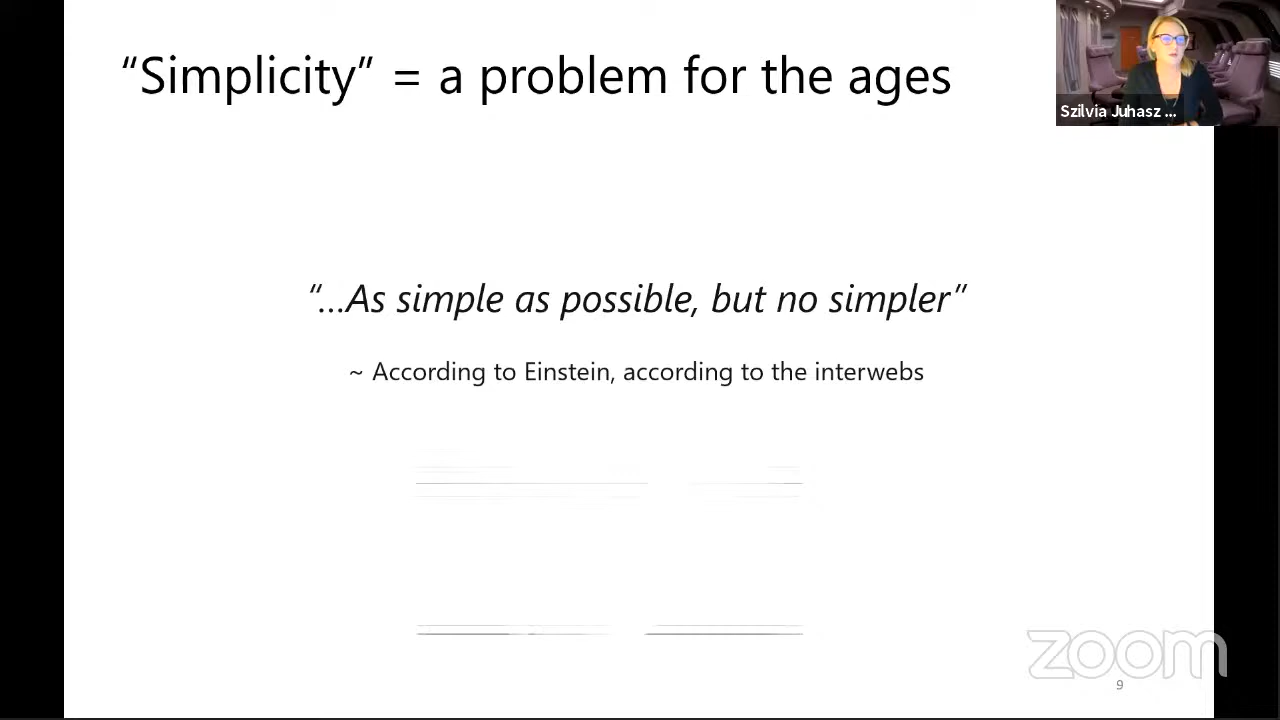 “Simplicity” = a problem for the ages
Szilvia Juhasz ...
“...As simple as possible, but no simpler”
~ According to Einstein, according to the interwebs
zoom
9